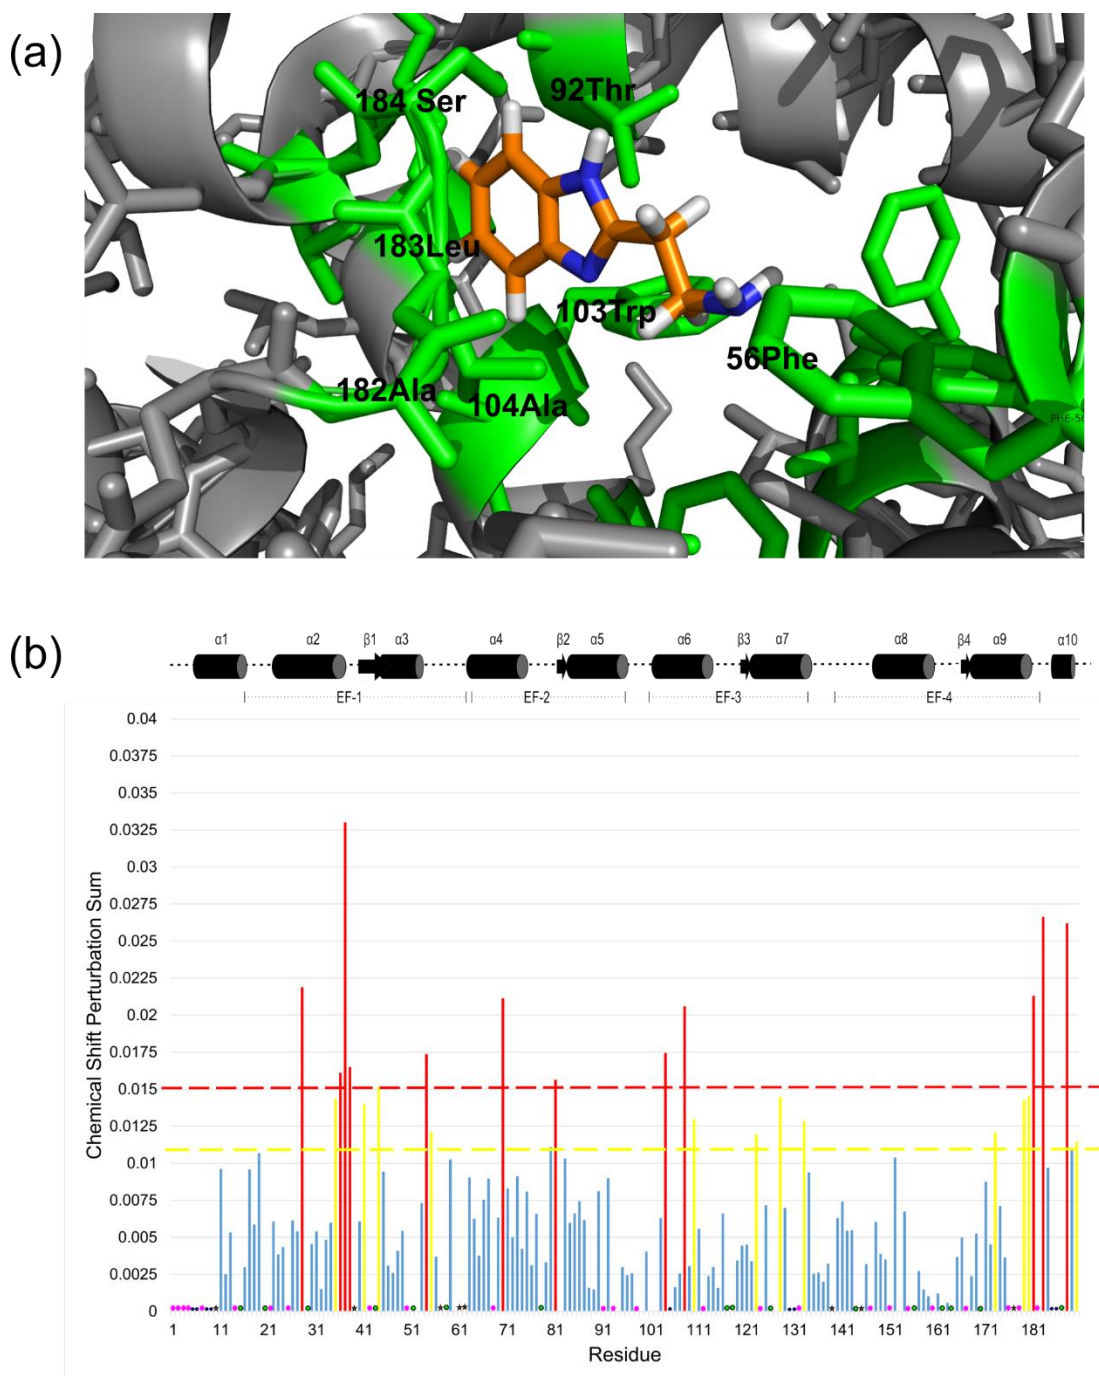 (a)
184 Ser
92Thr
183Leu
103Trp
56Phe
182Ala
104Ala
PHE-56
(b)
α1 α2 β1 α3 α4 β2 α5 α6 β3 α7 α8 β4 α9 α10
EF-1 EF-2 EF-3 EF-4
0.04
0.0375
0.035
0.0325
0.03
0.0275
0.025
0.0225
0.02
0.0175
0.015
0.0125
0.01
0.0075
0.005
0.0025
0
Chemical Shift Perturbation Sum
1 11 21 31 41 51 61 71 81 91 101 111 121 131 141 151 161 171 181
Residue